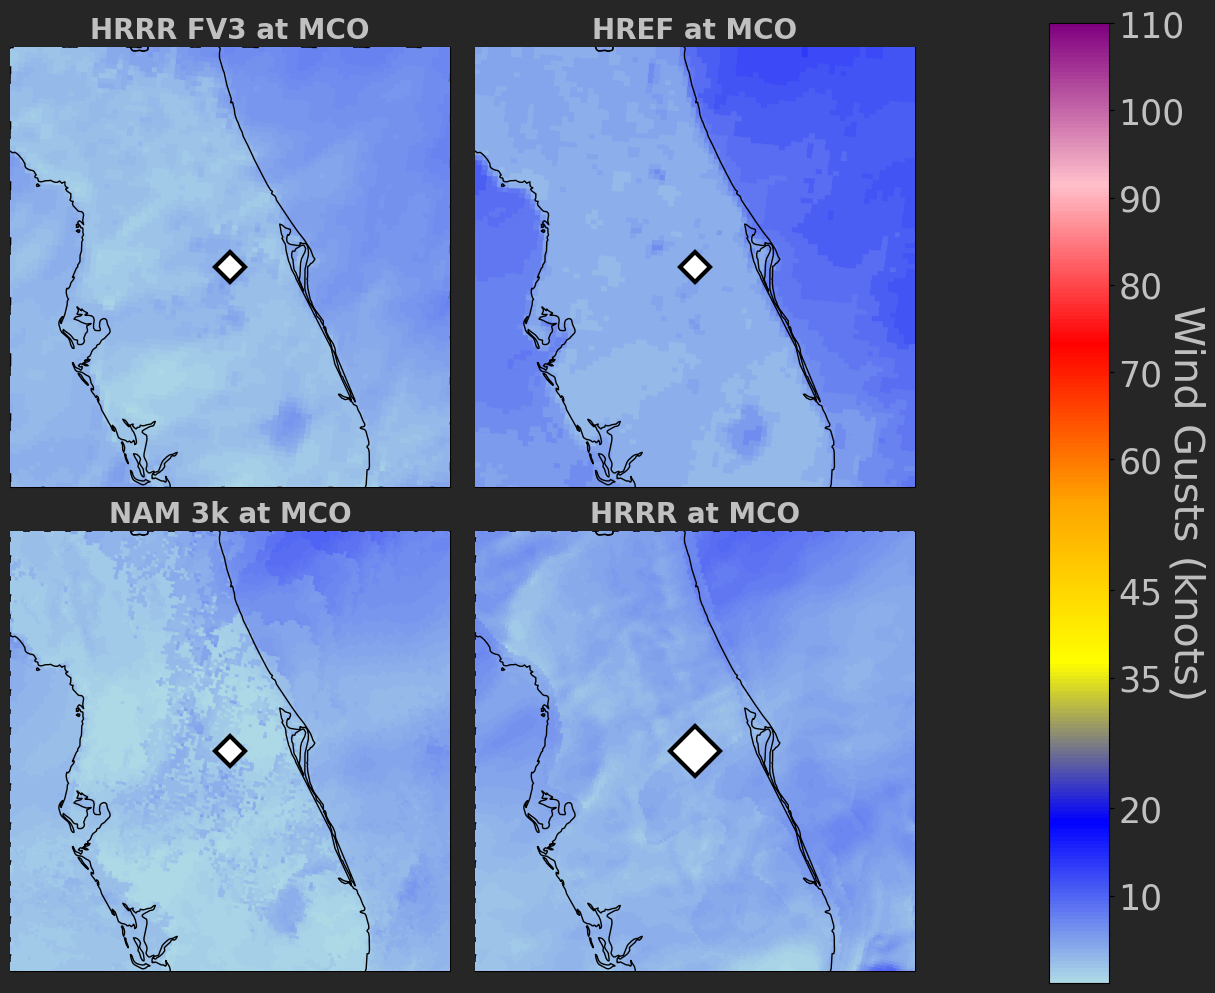 HRRR FV3 at MCO
HREF at MCO
NAM 3k at MCO
HRRR at MCO
110
100
90
80
70
60
45
35
20
10
Wind Gusts (knots)